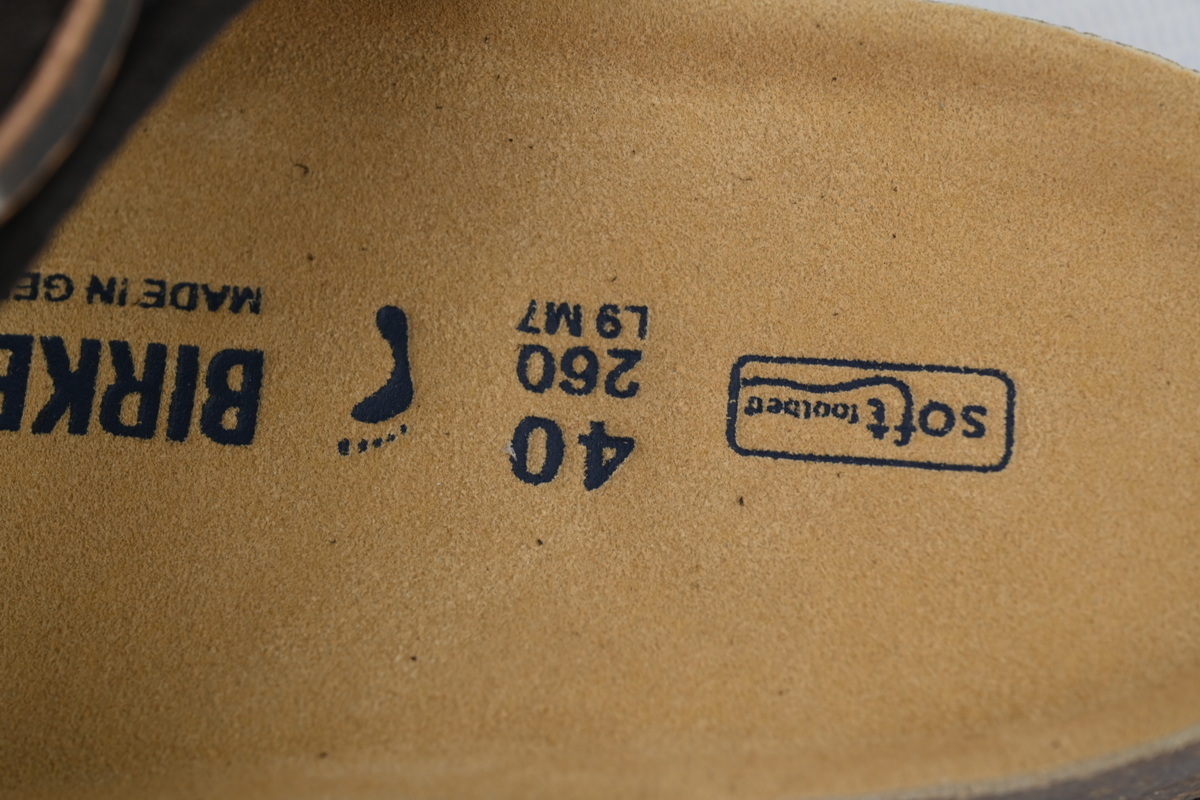 soft footbed
40
260
L9 M7
BIRKE
MADE IN GE